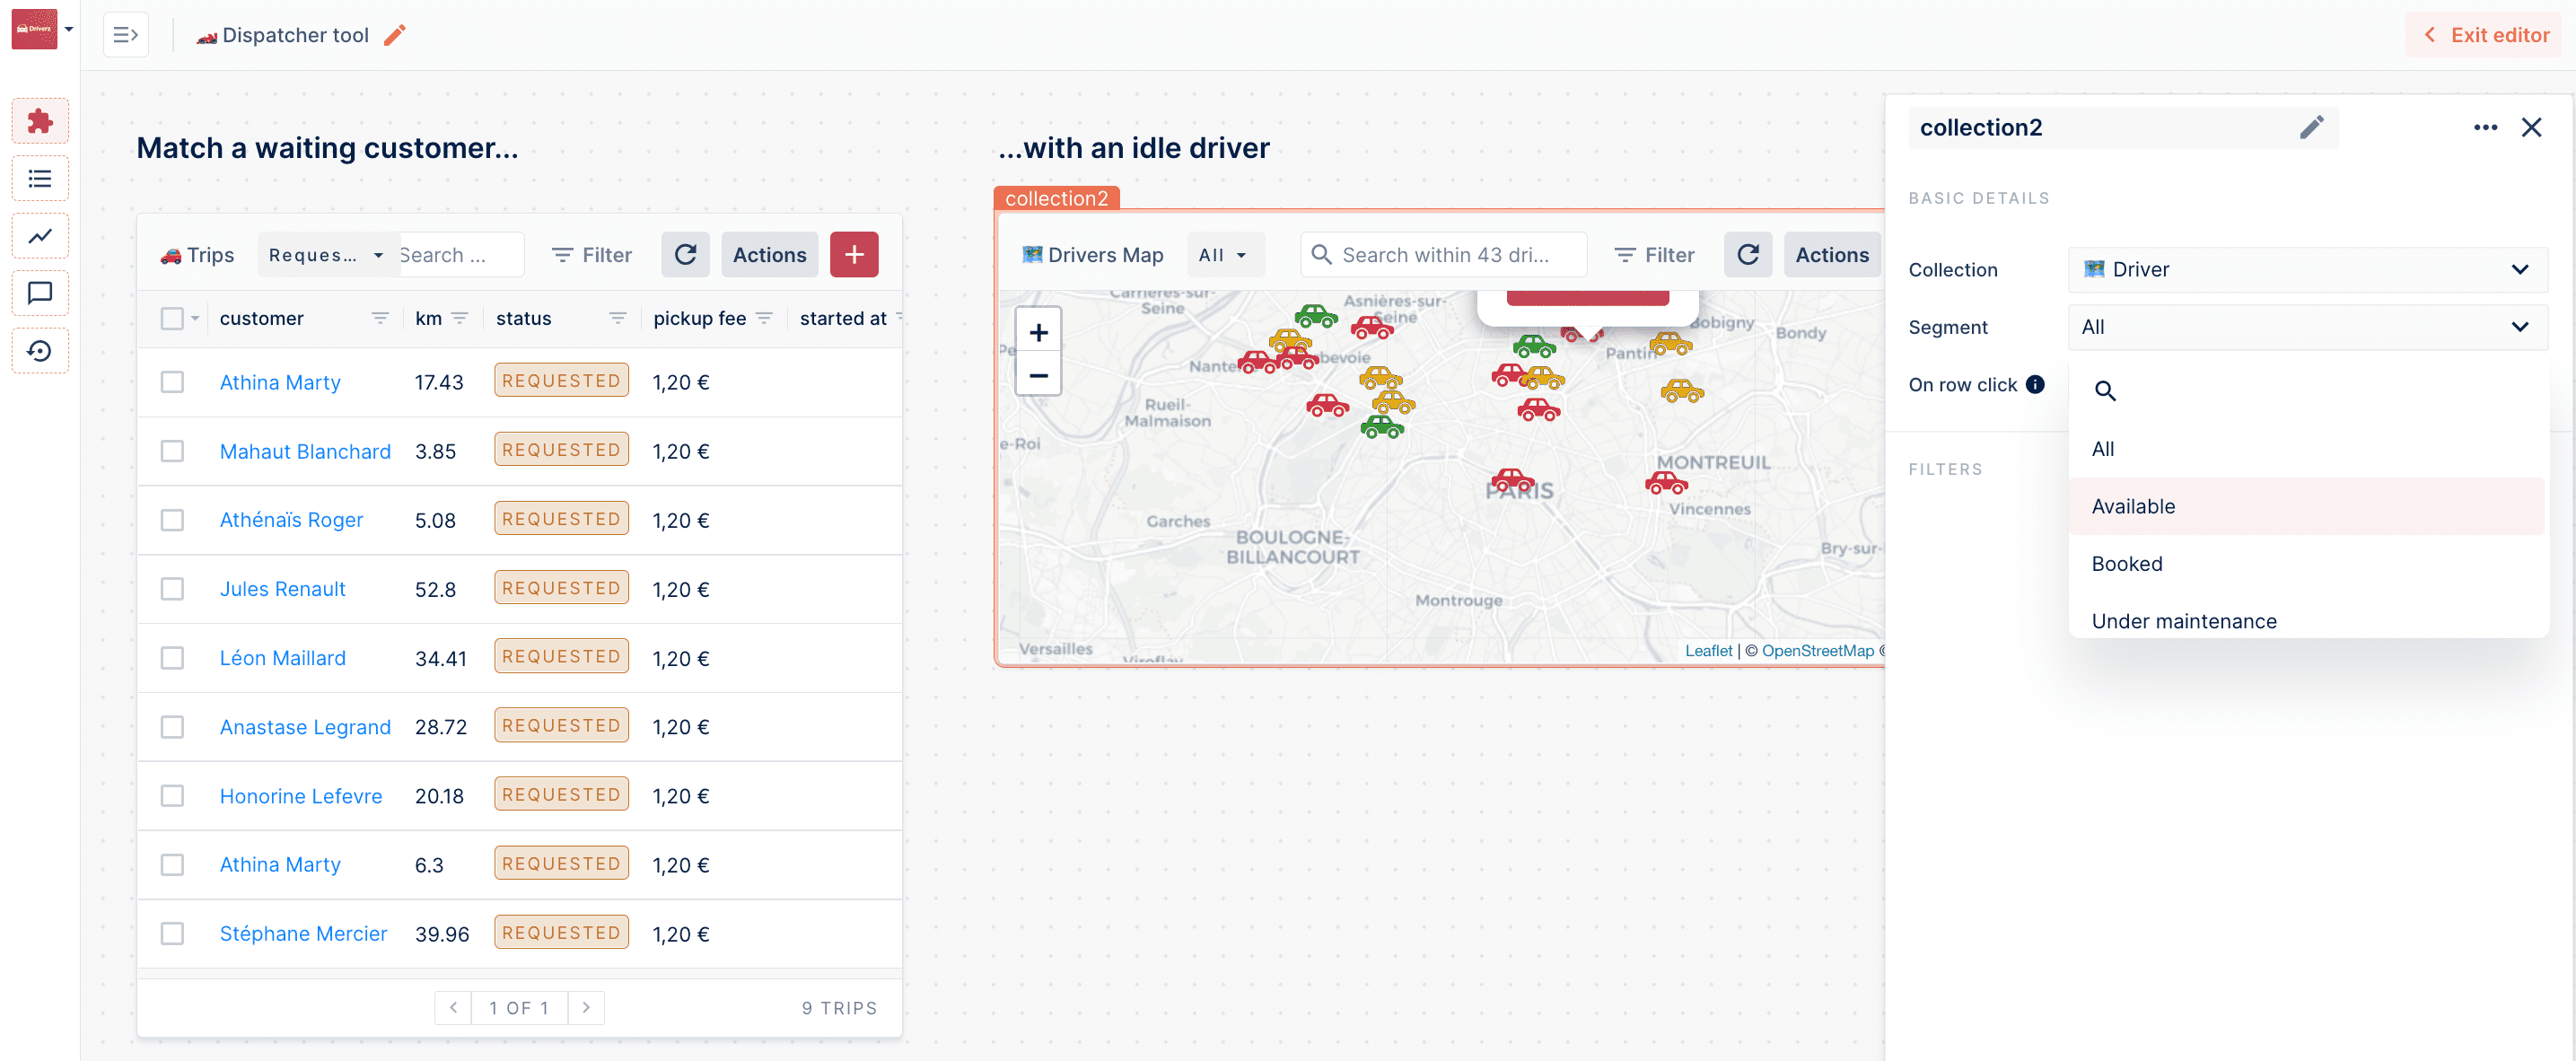 Driverz
Dispatcher tool
Exit editor
Match a waiting customer...
...with an idle driver
collection2
Trips
Reques...
Search ...
Filter
Actions
customer
km
status
pickup fee
started at
Athina Marty 17.43 REQUESTED 1,20 €
Mahaut Blanchard 3.85 REQUESTED 1,20 €
Athénaïs Roger 5.08 REQUESTED 1,20 €
Jules Renault 52.8 REQUESTED 1,20 €
Léon Maillard 34.41 REQUESTED 1,20 €
Anastase Legrand 28.72 REQUESTED 1,20 €
Honorine Lefevre 20.18 REQUESTED 1,20 €
Athina Marty 6.3 REQUESTED 1,20 €
Stéphane Mercier 39.96 REQUESTED 1,20 €
1 OF 1
9 TRIPS
Drivers Map
All
Search within 43 dri...
Filter
Actions
+
−
Carrières-sur-
Seine
Asnières-sur-
Seine
Bobigny
Bondy
Pantin
Rueil-
Malmaison
e-Roi
MONTREUIL
PARIS
Vincennes
Garches
BOULOGNE-
BILLANCOURT
Bry-sur-
Montrouge
Versailles
Viroflay
Leaflet | © OpenStreetMap ©
collection2
BASIC DETAILS
Collection
Driver
Segment
All
On row click
All
Available
Booked
Under maintenance
FILTERS